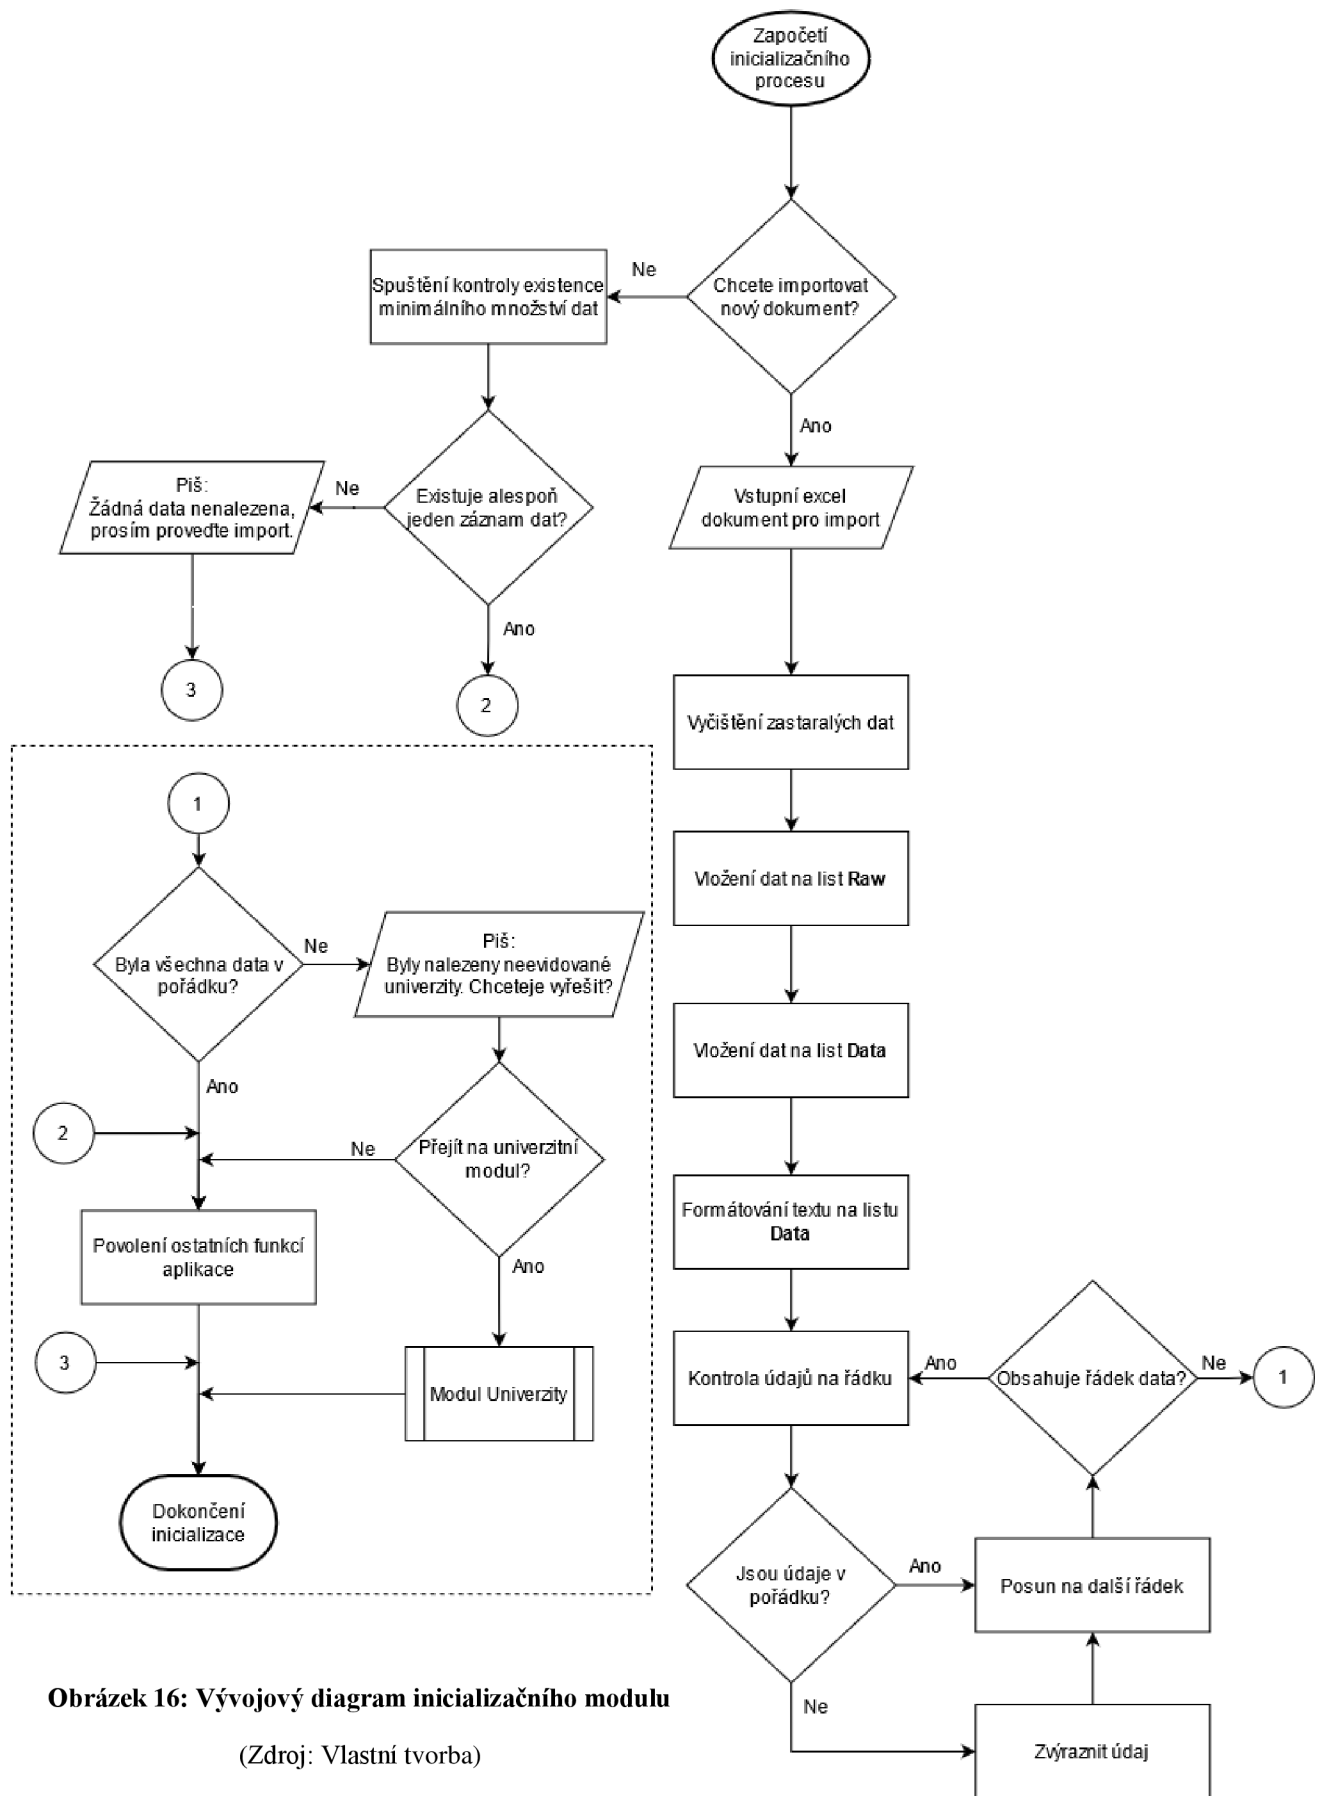 Započetí
inicializačního
procesu
Chcete importovat
nový dokument?
Ne
Spuštění kontroly existence
minimálního množství dat
Ano
Existuje alespoň
jeden záznam dat?
Ne
Piš:
Žádná data nenalezena,
prosím proveďte import.
3
Ano
2
Vstupní excel
dokument pro import
Vyčištění zastaralých dat
Vložení dat na list Raw
Vložení dat na list Data
Formátování textu na listu
Data
Kontrola údajů na řádku
Jsou údaje v
pořádku?
Ano
Ne
Zvýraznit údaj
Posun na další řádek
Obsahuje řádek data?
Ano
Ne
1
1
Byla všechna data v
pořádku?
Ne
Piš:
Byly nalezeny neevidované
univerzity. Chceteje vyřešit?
Ano
2
Přejít na univerzitní
modul?
Ne
Ano
Povolení ostatních funkcí
aplikace
3
Modul Univerzity
Dokončení
inicializace
Obrázek 16: Vývojový diagram inicializačního modulu
(Zdroj: Vlastní tvorba)